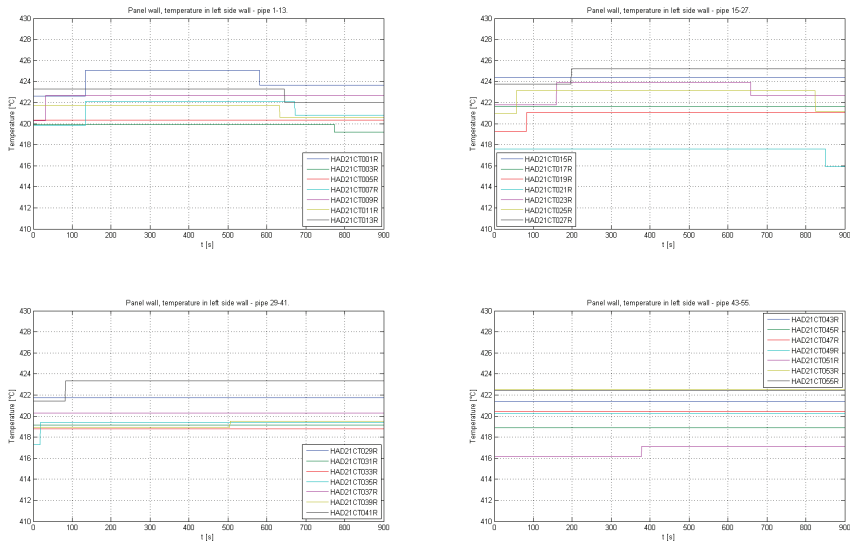 Panel wall, temperature in left side wall - pipe 1-13.
430
428
426
424
422
420
418
416
414
412
410
Temperature [°C]
0 100 200 300 400 500 600 700 800 900
t [s]
HAD21CT001R
HAD21CT003R
HAD21CT005R
HAD21CT007R
HAD21CT009R
HAD21CT011R
HAD21CT013R
Panel wall, temperature in left side wall - pipe 15-27.
430
428
426
424
422
420
418
416
414
412
410
Temperature [°C]
0 100 200 300 400 500 600 700 800 900
t [s]
HAD21CT015R
HAD21CT017R
HAD21CT019R
HAD21CT021R
HAD21CT023R
HAD21CT025R
HAD21CT027R
Panel wall, temperature in left side wall - pipe 29-41.
430
428
426
424
422
420
418
416
414
412
410
Temperature [°C]
0 100 200 300 400 500 600 700 800 900
t [s]
HAD21CT029R
HAD21CT031R
HAD21CT033R
HAD21CT035R
HAD21CT037R
HAD21CT039R
HAD21CT041R
Panel wall, temperature in left side wall - pipe 43-55.
430
428
426
424
422
420
418
416
414
412
410
Temperature [°C]
0 100 200 300 400 500 600 700 800 900
t [s]
HAD21CT043R
HAD21CT045R
HAD21CT047R
HAD21CT049R
HAD21CT051R
HAD21CT053R
HAD21CT055R